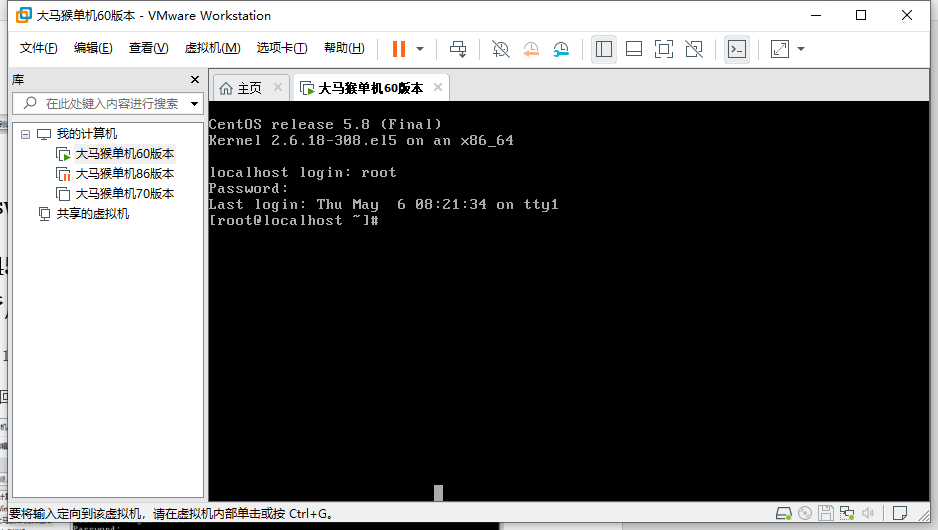 大马猴单机60版本 - VMware Workstation
文件(F) 编辑(E) 查看(V) 虚拟机(M) 选项卡(T) 帮助(H)
库
在此处键入内容进行搜索
我的计算机
大马猴单机60版本
大马猴单机86版本
大马猴单机70版本
共享的虚拟机
主页
大马猴单机60版本
CentOS release 5.8 (Final)
Kernel 2.6.18-308.el5 on an x86_64
localhost login: root
Password:
Last login: Thu May  6 08:21:34 on tty1
[root@localhost ~]#
要将输入定向到该虚拟机，请在虚拟机内部单击或按 Ctrl+G。